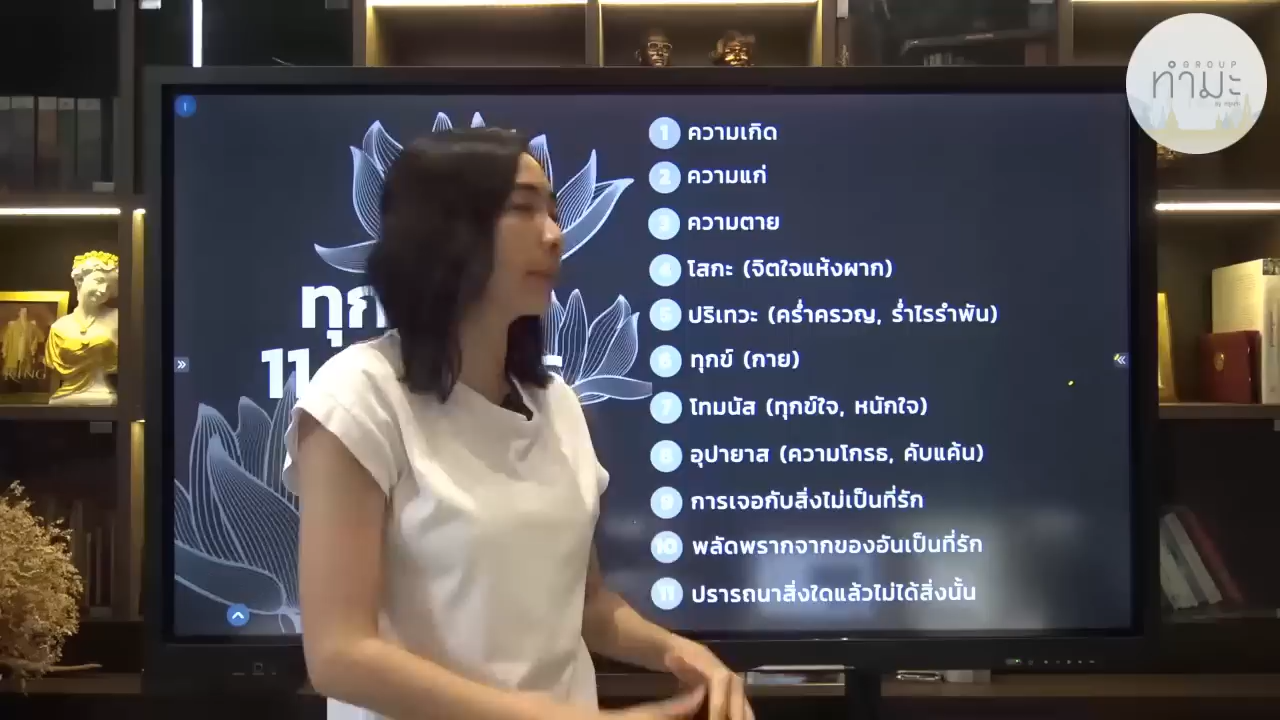 GROUP
ทำมะ
1 ความเกิด
2 ความแก่
3 ความตาย
4 โสกะ (จิตใจแห้งผาก)
5 ปริเทวะ (คร่ำครวญ, ร่ำไรรำพัน)
6 ทุกข์ (กาย)
7 โทมนัส (ทุกข์ใจ, หนักใจ)
8 อุปายาส (ความโกรธ, คับแค้น)
9 การเจอกับสิ่งไม่เป็นที่รัก
10 พลัดพรากจากของอันเป็นที่รัก
11 ปรารถนาสิ่งใดแล้วไม่ได้สิ่งนั้น
11
KING